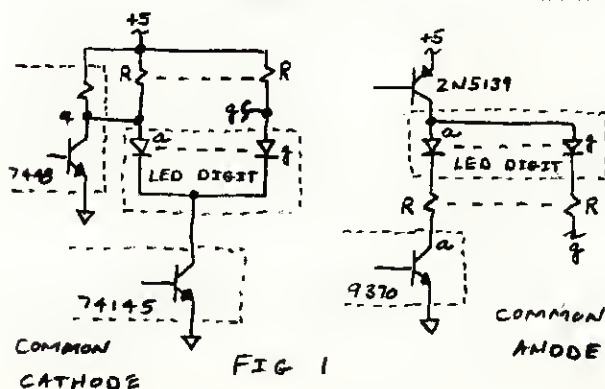 +5
R
R
a
g
a
g
LED DIGIT
7448
74145
COMMON
CATHODE
FIG 1
+5
2N5139
a
g
LED DIGIT
R
R
a
g
9370
COMMON
ANODE